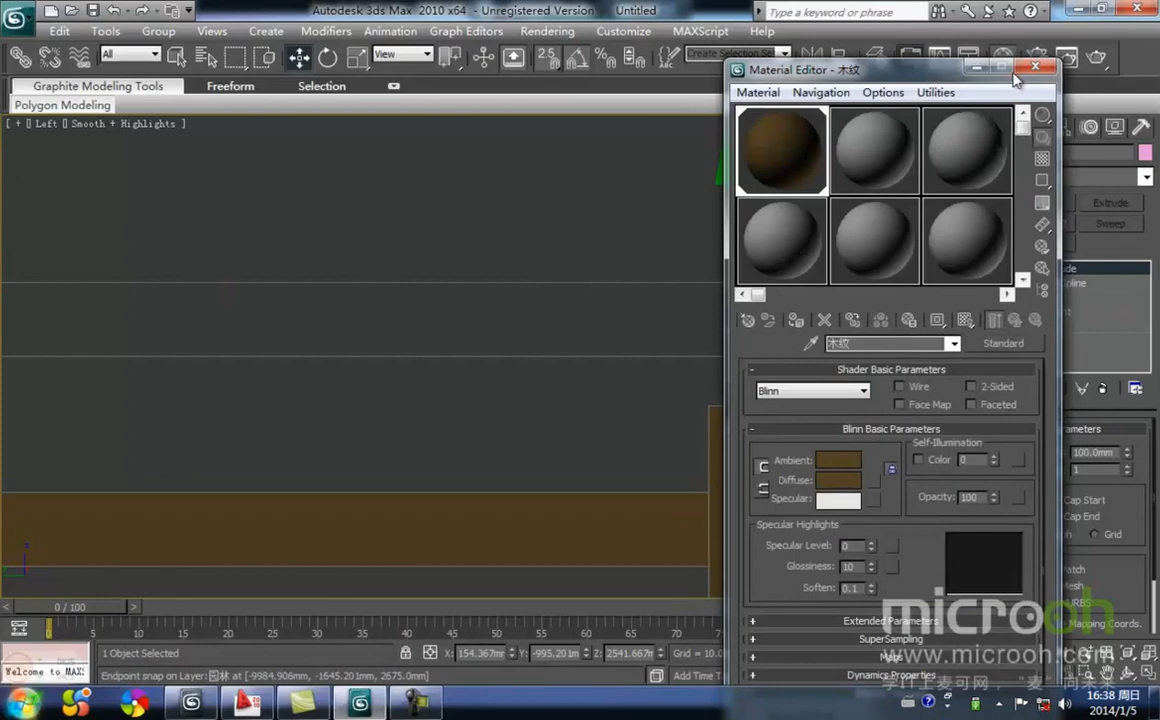 Autodesk 3ds Max 2010 x64 - Unregistered Version Untitled
Type a keyword or phrase
Edit Tools Group Views Create Modifiers Animation Graph Editors Rendering Customize MAXScript Help
All View 2.5 Create Selection Se
Graphite Modeling Tools Freeform Selection
Polygon Modeling
[ + [] Left [] Smooth + Highlights ]
Material Editor - 木纹
Material Navigation Options Utilities
Extrude
Sweep
木纹 Standard
- Shader Basic Parameters
Blinn Wire 2-Sided
Face Map Faceted
- Blinn Basic Parameters
Self-Illumination
Ambient: Color 0
Diffuse:
Specular: Opacity: 100
Specular Highlights
Specular Level: 0
Glossiness: 10
Soften: 0.1
+ Extended Parameters
+ SuperSampling
+ Maps
+ Dynamics Properties
100.0mm
1
Cap Start
Cap End
Grid
Mapping Coords.
microoh
www.microoh.com
0 / 100
0 5 10 15 20 25 30 35 40 45 50 55 60 65 70
1 Object Selected X: 154.367mm Y: -995.201m Z: 2541.667m Grid = 10.0
Welcome to MAX: Endpoint snap on Layer:园林 at [-9984.906mm, -1645.201mm, 2675.0mm] Add Time Ta
16:38 周日
2014/1/5